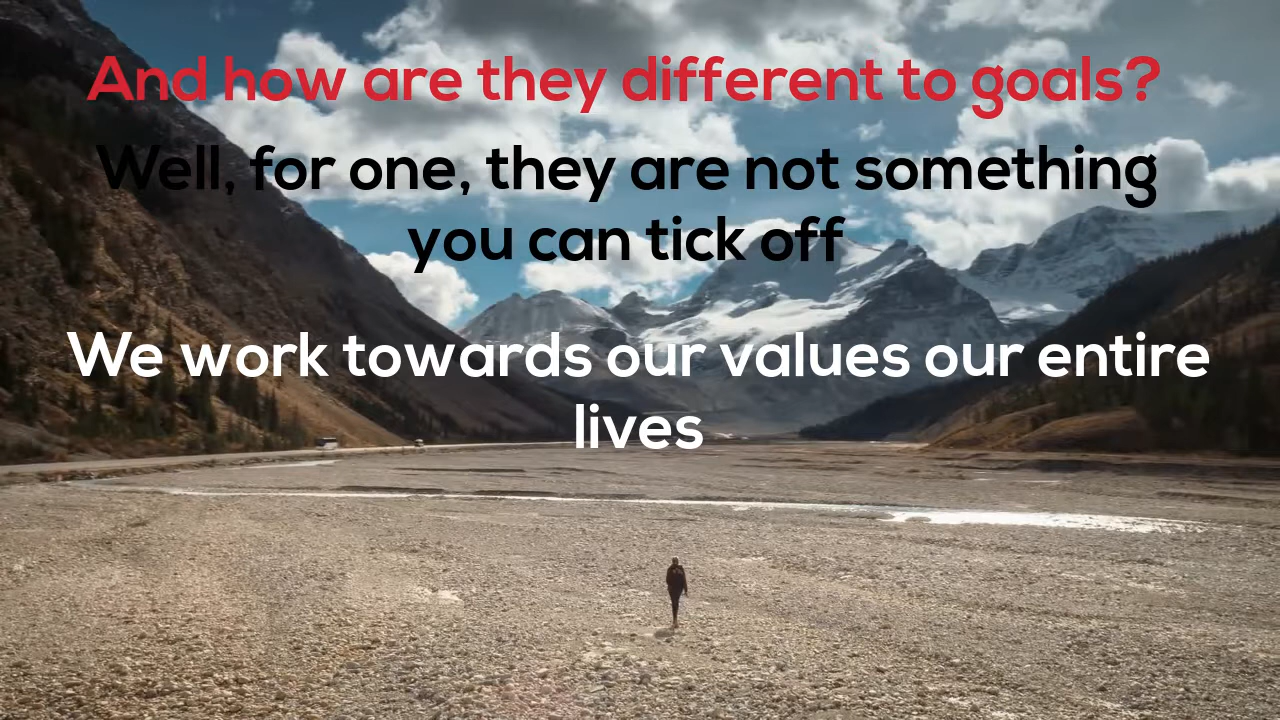 And how are they different to goals?
Well, for one, they are not something
you can tick off
We work towards our values our entire
lives